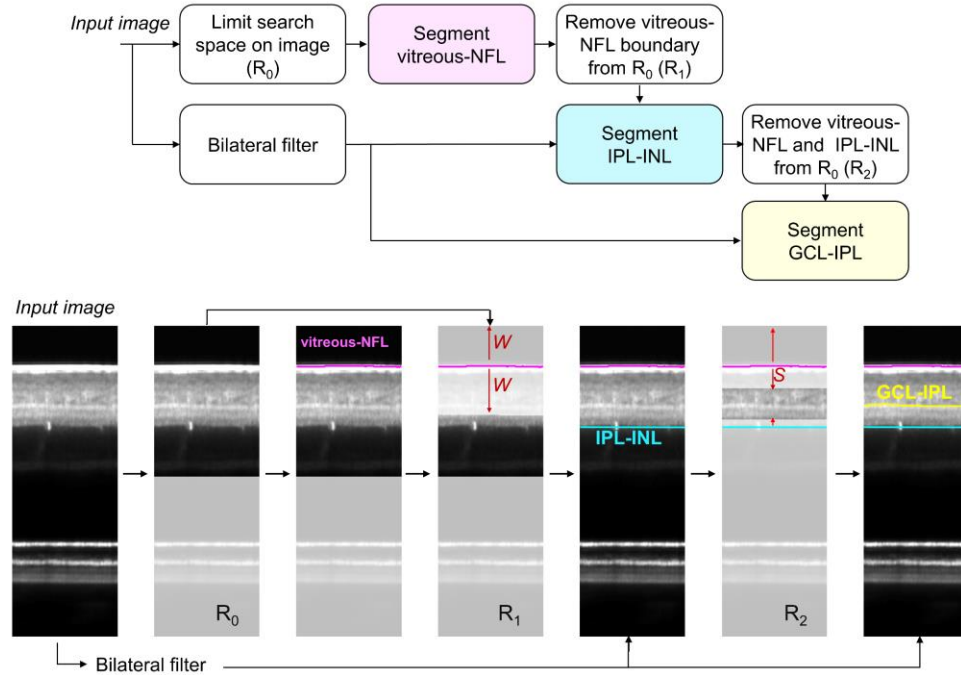 Input image
Limit search
space on image
(R0)
Segment
vitreous-NFL
Remove vitreous-
NFL boundary
from R0 (R1)
Bilateral filter
Segment
IPL-INL
Remove vitreous-
NFL and IPL-INL
from R0 (R2)
Segment
GCL-IPL
Input image
vitreous-NFL
W
W
S
GCL-IPL
IPL-INL
R0
R1
R2
Bilateral filter